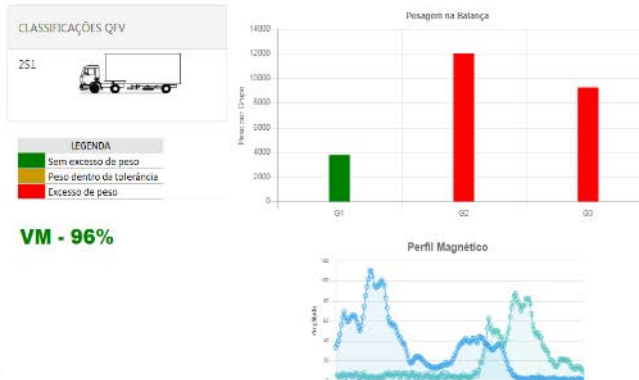 CLASSIFICAÇÕES QFV
2S1
LEGENDA
Sem excesso de peso
Peso dentro da tolerância
Excesso de peso
VM - 96%
Pesagem na Balança
Peso por Grupo
14000
12000
10000
8000
6000
4000
2000
0
G1
G2
G3
Perfil Magnético
Amplitude